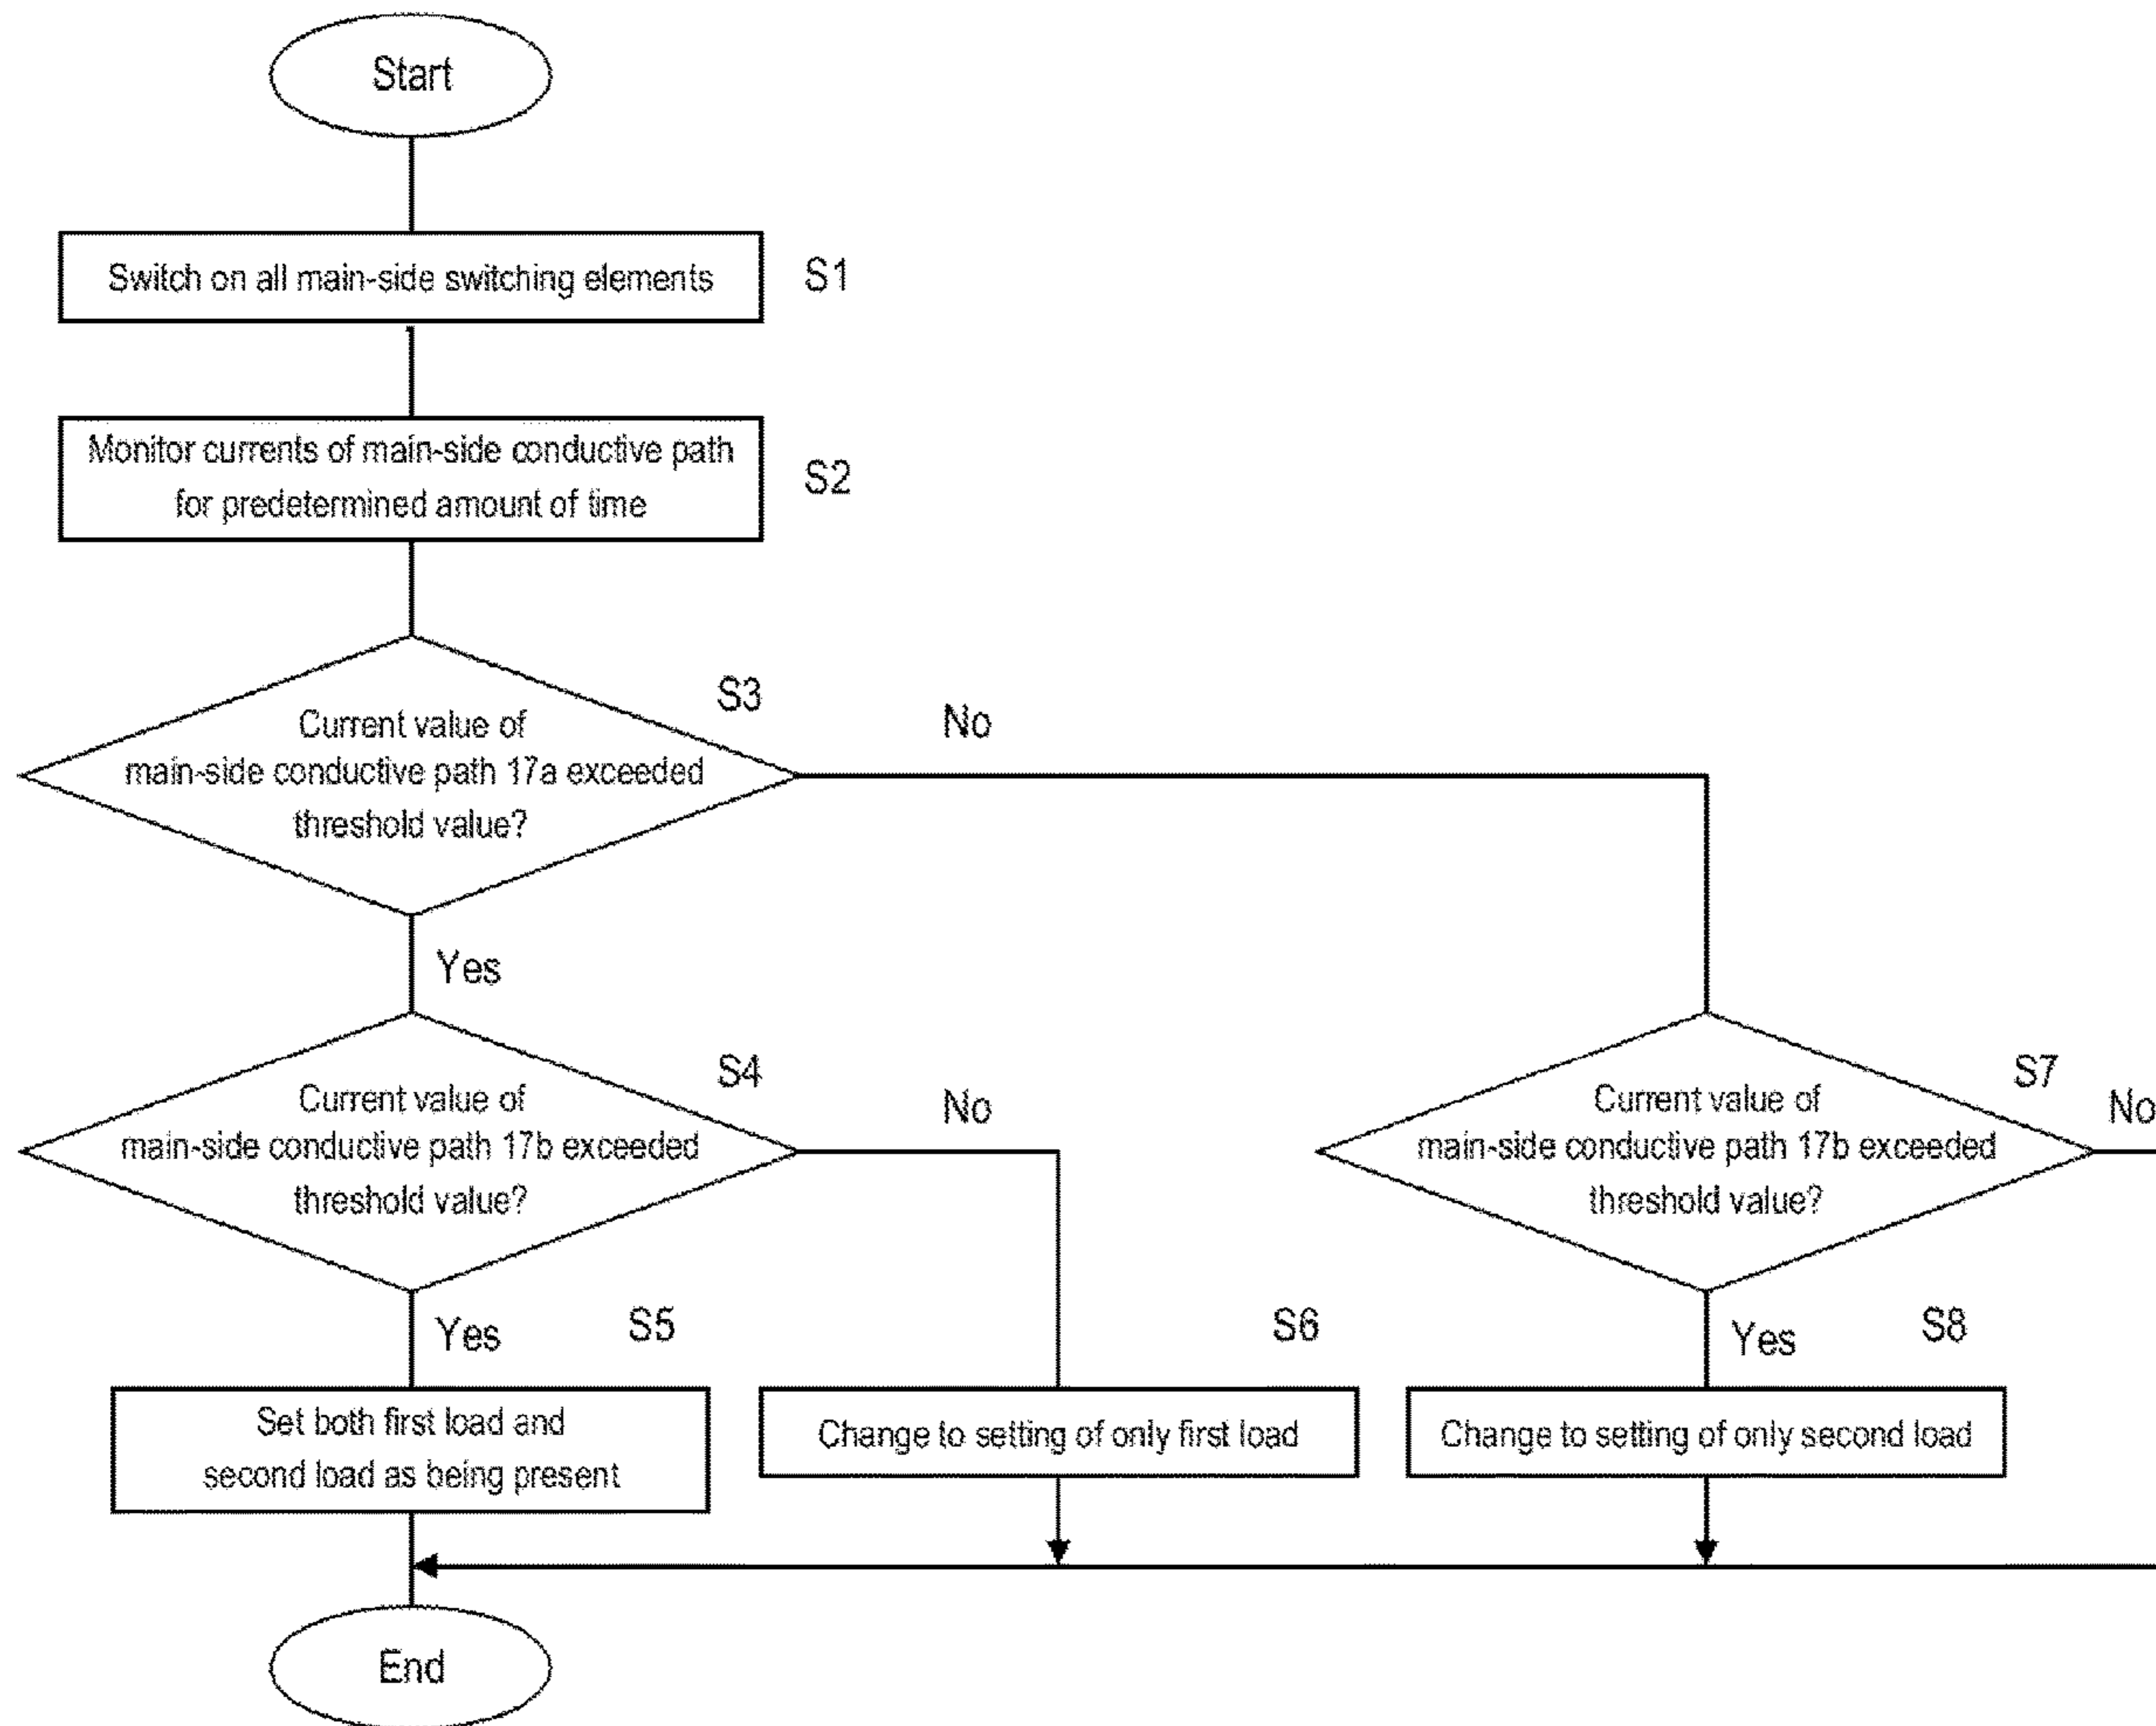 Start
Switch on all main-side switching elements
S1
Monitor currents of main-side conductive path
for predetermined amount of time
S2
S3
Current value of
main-side conductive path 17a exceeded
threshold value?
No
Yes
S4
Current value of
main-side conductive path 17b exceeded
threshold value?
No
S7
Current value of
main-side conductive path 17b exceeded
threshold value?
No
Yes
S5
S6
Yes
S8
Set both first load and
second load as being present
Change to setting of only first load
Change to setting of only second load
End